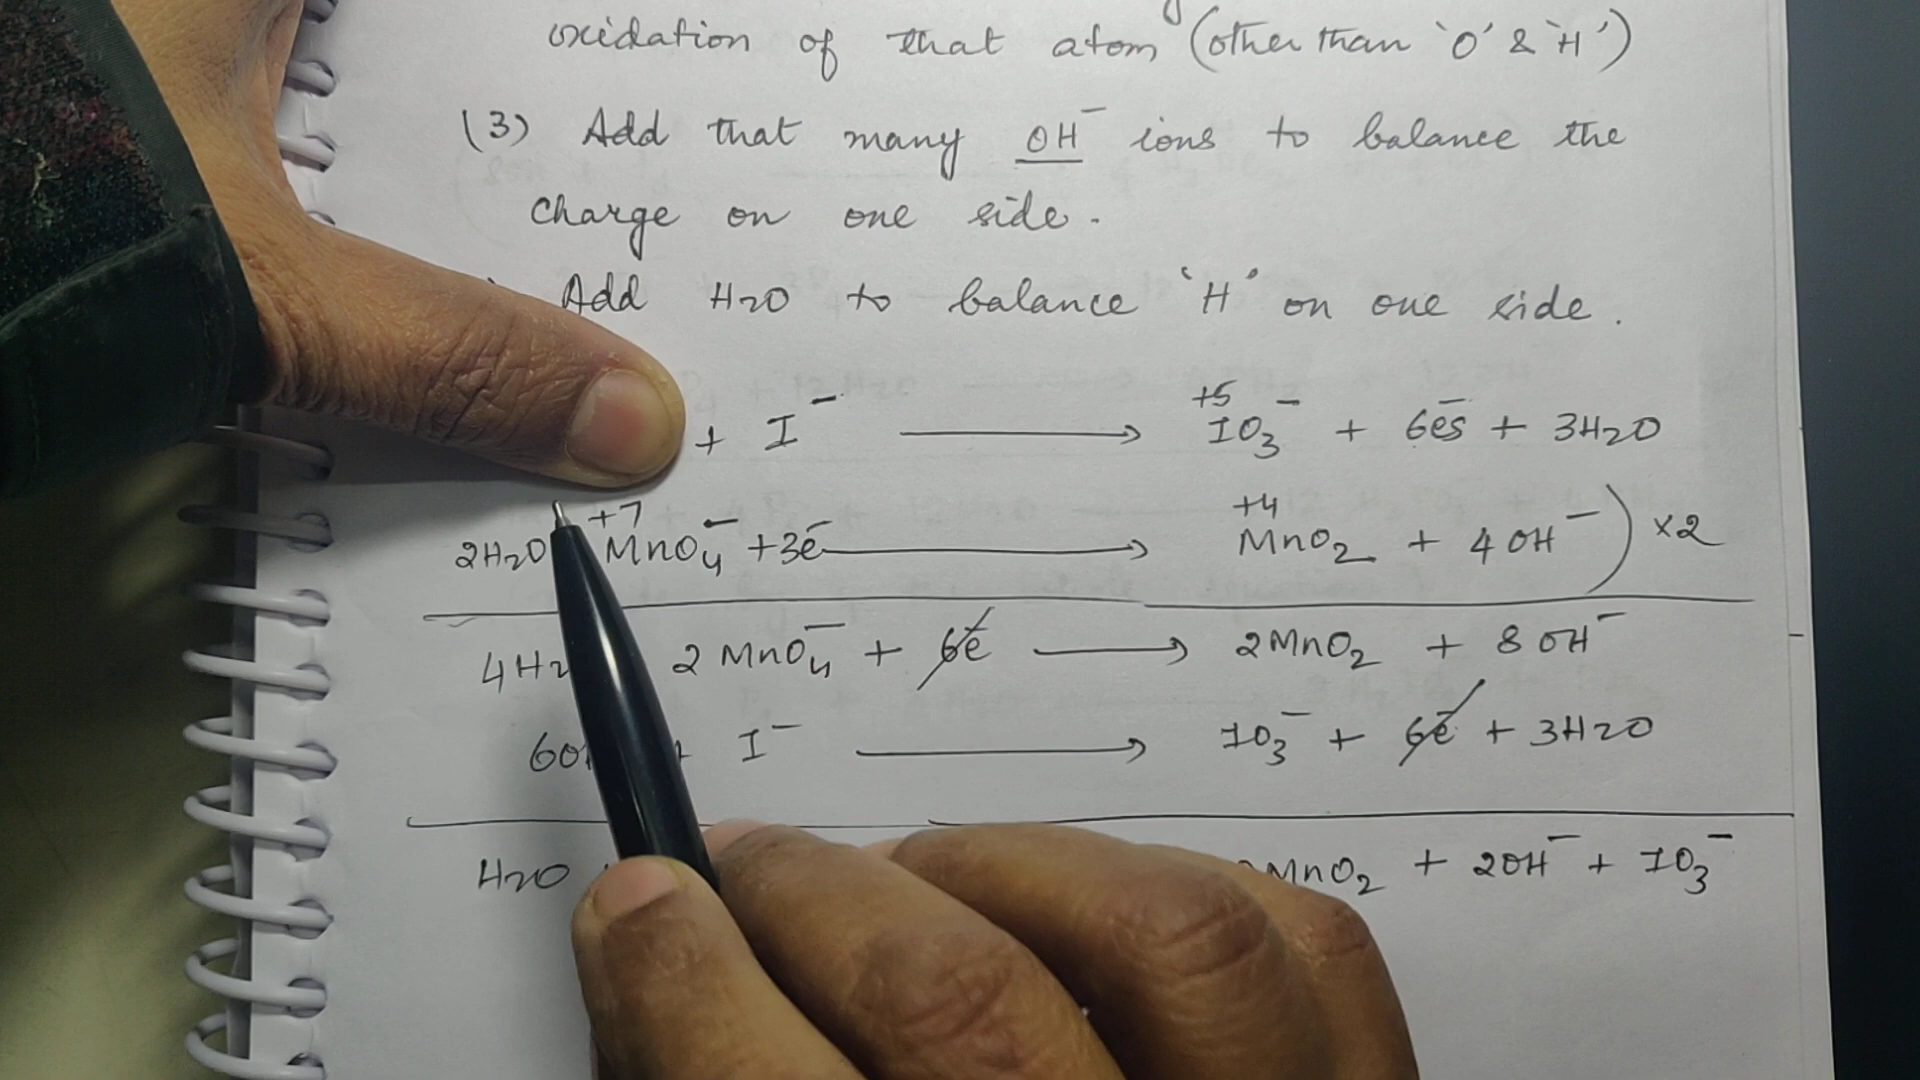 oxidation of that atom (other than 'O' & 'H')
(3) Add that many OH⁻ ions to balance the
charge on one side.
Add H2O to balance 'H' on one side.
+ I⁻ ⟶ +5 IO₃⁻ + 6e⁻s + 3H2O
2H2O +7 MnO₄⁻ + 3e⁻ ⟶ +4 MnO₂ + 4OH⁻) ×2
4H2 2MnO₄⁻ + 6e⁻ ⟶ 2MnO₂ + 8OH⁻
6O + I⁻ ⟶ IO₃⁻ + 6e⁻ + 3H2O
H2O MnO₂ + 2OH⁻ + IO₃⁻